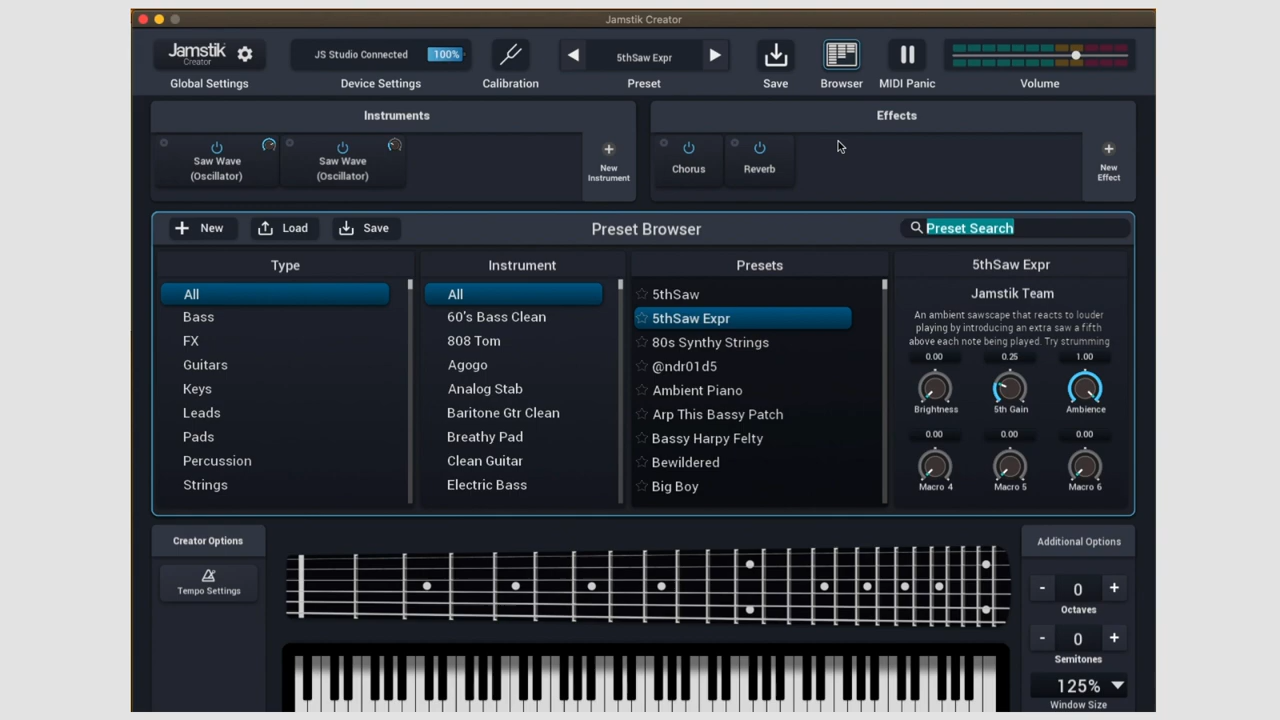 Jamstik Creator
Jamstik
Creator
Global Settings
JS Studio Connected
100%
Device Settings
Calibration
5thSaw Expr
Preset
Save
Browser
MIDI Panic
Volume
Instruments
Saw Wave
(Oscillator)
Saw Wave
(Oscillator)
New
Instrument
Effects
Chorus
Reverb
New
Effect
New
Load
Save
Preset Browser
Preset Search
Type
All
Bass
FX
Guitars
Keys
Leads
Pads
Percussion
Strings
Instrument
All
60's Bass Clean
808 Tom
Agogo
Analog Stab
Baritone Gtr Clean
Breathy Pad
Clean Guitar
Electric Bass
Presets
5thSaw
5thSaw Expr
80s Synthy Strings
@ndr01d5
Ambient Piano
Arp This Bassy Patch
Bassy Harpy Felty
Bewildered
Big Boy
5thSaw Expr
Jamstik Team
An ambient sawscape that reacts to louder
playing by introducing an extra saw a fifth
above each note being played. Try strumming
0.00 0.25 1.00
Brightness 5th Gain Ambience
0.00 0.00 0.00
Macro 4 Macro 5 Macro 6
Creator Options
Tempo Settings
Additional Options
- 0 +
Octaves
- 0 +
Semitones
125%
Window Size